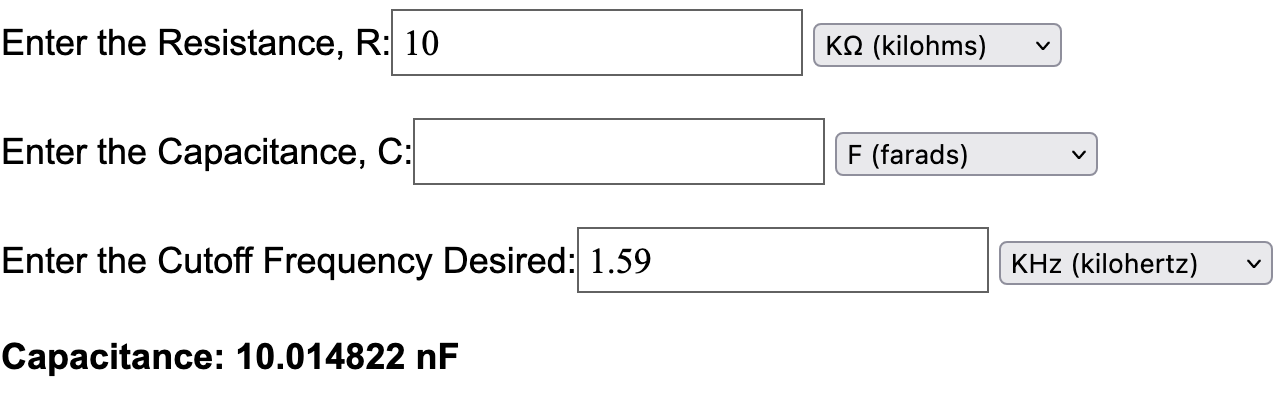 Enter the Resistance, R: 10 KΩ (kilohms)
Enter the Capacitance, C: F (farads)
Enter the Cutoff Frequency Desired: 1.59 KHz (kilohertz)
Capacitance: 10.014822 nF